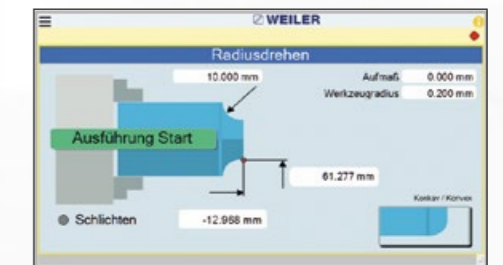 WEILER
Radiusdrehen
10.000 mm
Aufmaß 0.000 mm
Werkzeugradius 0.200 mm
Ausführung Start
61.277 mm
Konkav / Konvex
Schlichten
-12.968 mm